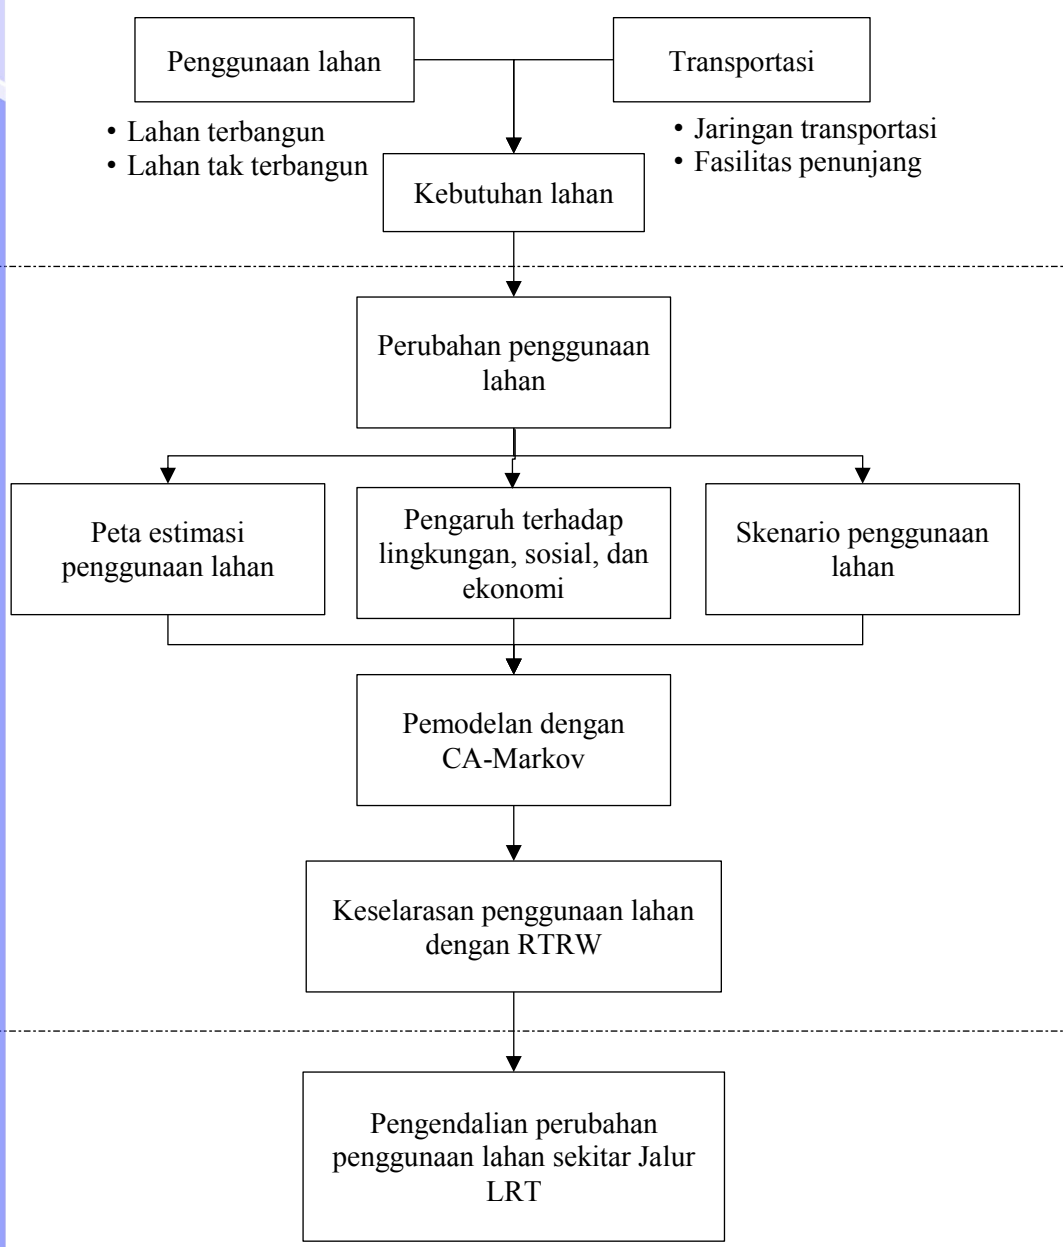 Penggunaan lahan
Transportasi
• Lahan terbangun
• Lahan tak terbangun
• Jaringan transportasi
• Fasilitas penunjang
Kebutuhan lahan
Perubahan penggunaan
lahan
Peta estimasi
penggunaan lahan
Pengaruh terhadap
lingkungan, sosial, dan
ekonomi
Skenario penggunaan
lahan
Pemodelan dengan
CA-Markov
Keselarasan penggunaan lahan
dengan RTRW
Pengendalian perubahan
penggunaan lahan sekitar Jalur
LRT